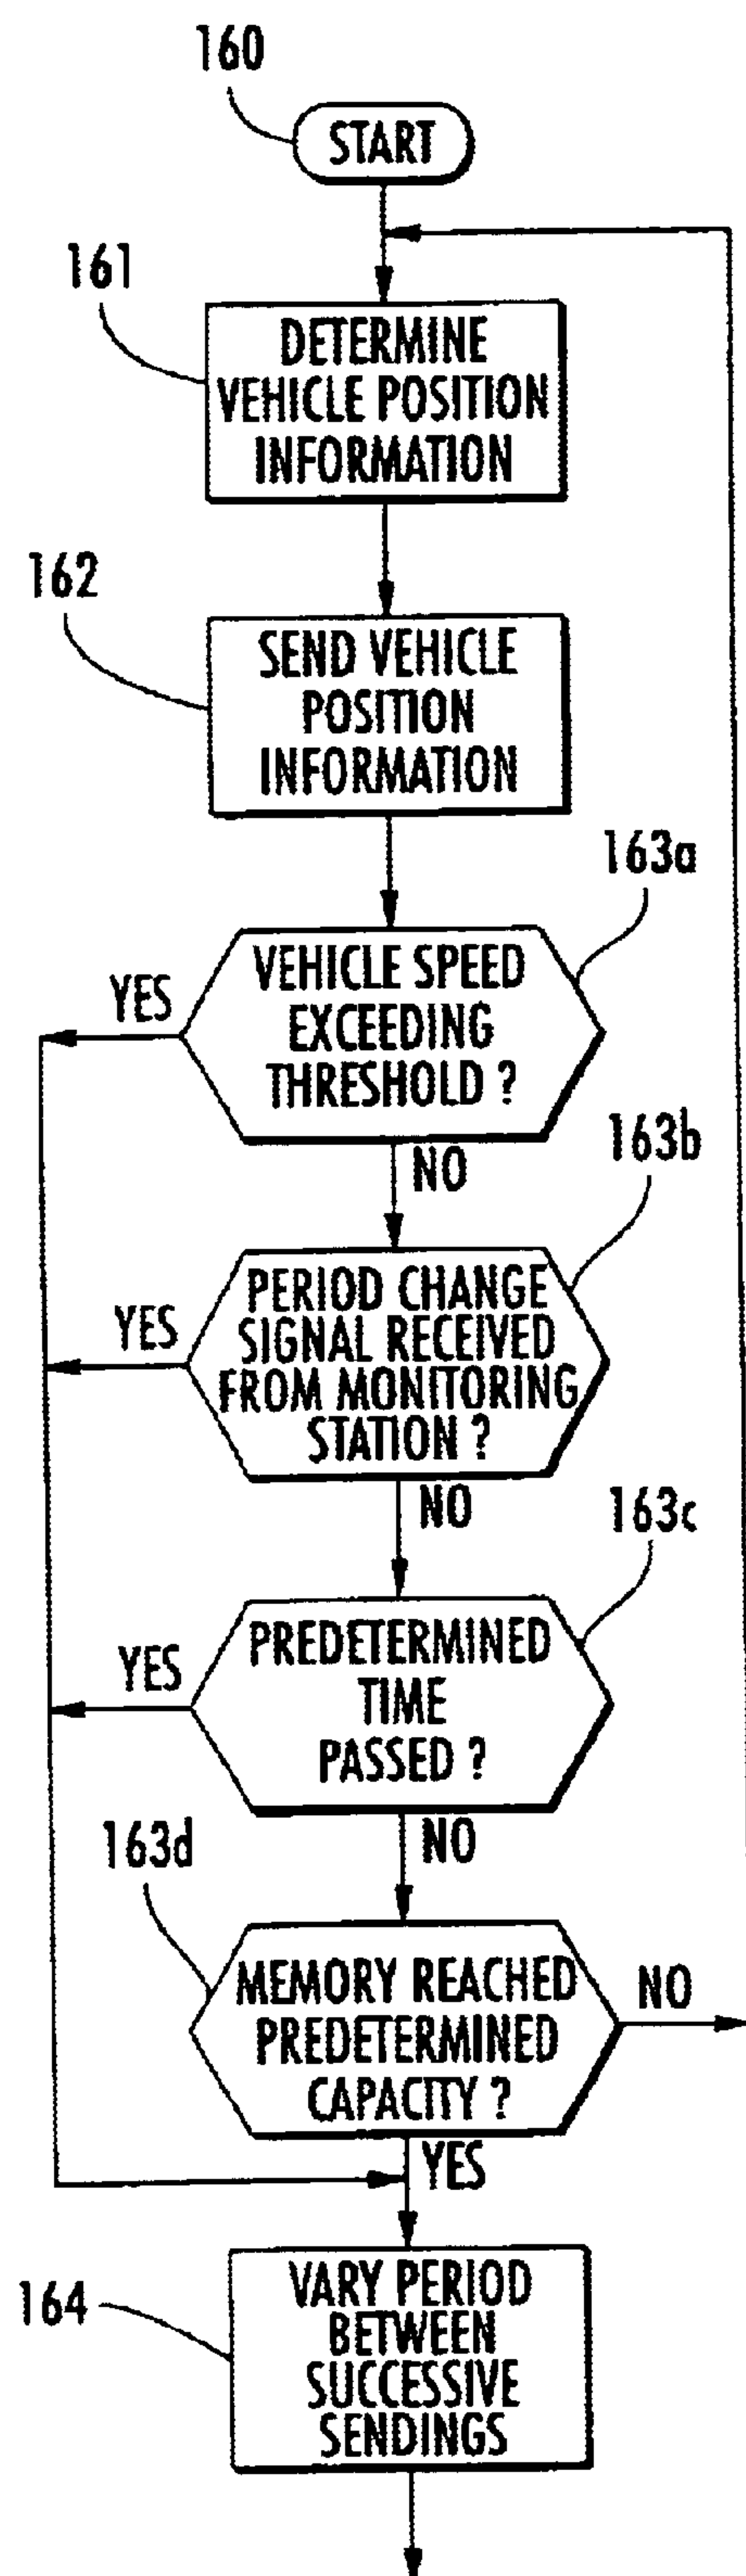 160
START
161
DETERMINE
VEHICLE POSITION
INFORMATION
162
SEND VEHICLE
POSITION
INFORMATION
163a
VEHICLE SPEED
EXCEEDING
THRESHOLD ?
YES
NO
163b
PERIOD CHANGE
SIGNAL RECEIVED
FROM MONITORING
STATION ?
YES
NO
163c
PREDETERMINED
TIME
PASSED ?
YES
NO
163d
MEMORY REACHED
PREDETERMINED
CAPACITY ?
NO
YES
164
VARY PERIOD
BETWEEN
SUCCESSIVE
SENDINGS